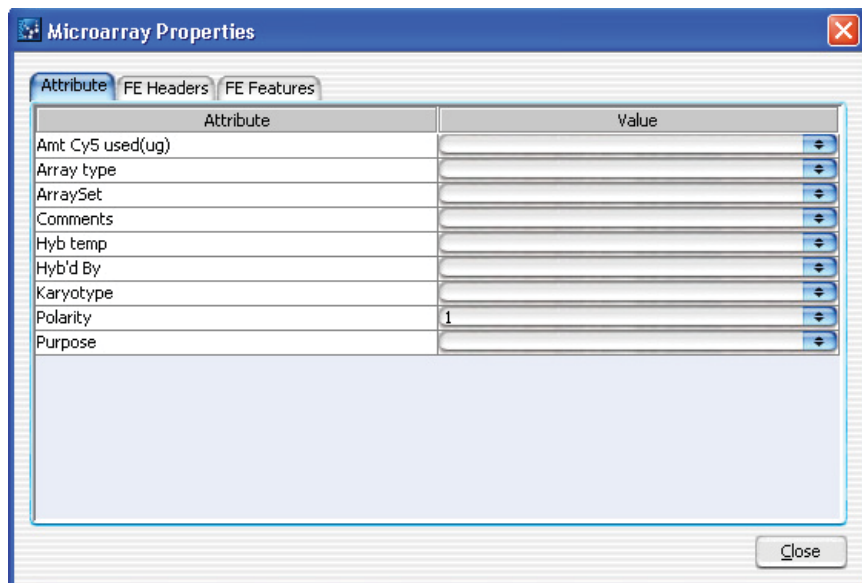 Microarray Properties
Attribute FE Headers FE Features
Attribute Value
Amt Cy5 used(ug)
Array type
ArraySet
Comments
Hyb temp
Hyb'd By
Karyotype
Polarity 1
Purpose
Close